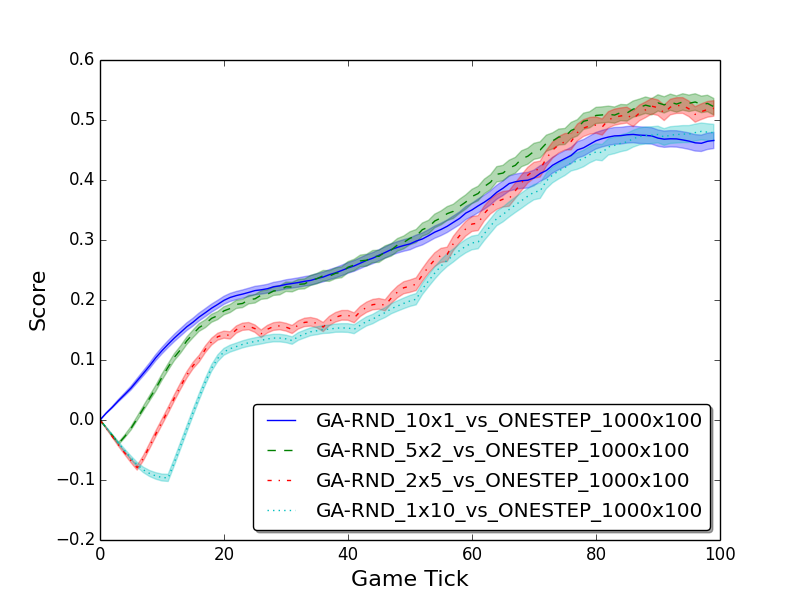 0.6
0.5
0.4
0.3
0.2
0.1
0.0
−0.1
−0.2
Score
0 20 40 60 80 100
Game Tick
GA-RND_10x1_vs_ONESTEP_1000x100
GA-RND_5x2_vs_ONESTEP_1000x100
GA-RND_2x5_vs_ONESTEP_1000x100
GA-RND_1x10_vs_ONESTEP_1000x100